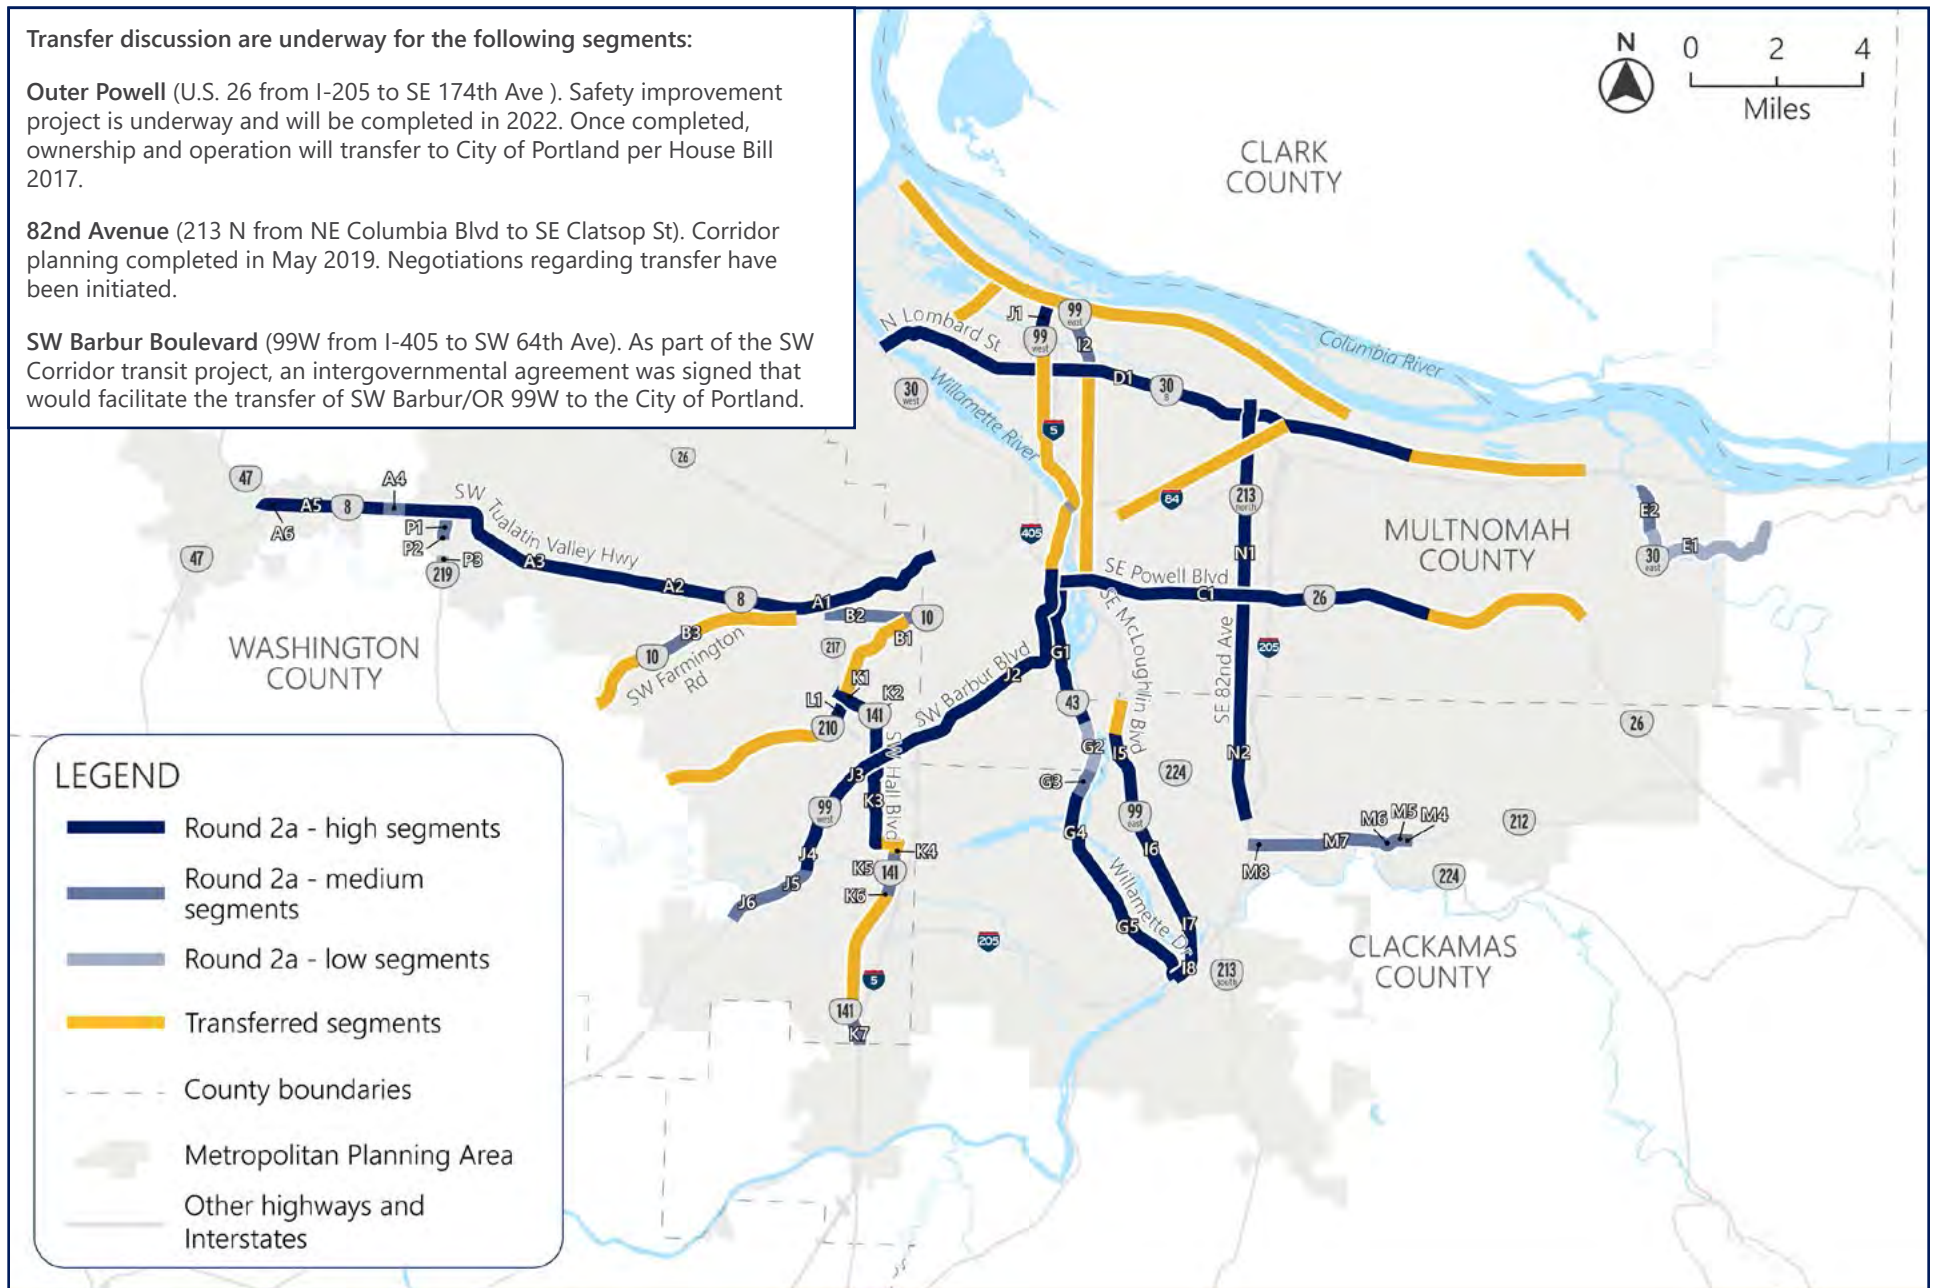 Transfer discussion are underway for the following segments:
Outer Powell (U.S. 26 from I-205 to SE 174th Ave ). Safety improvement
project is underway and will be completed in 2022. Once completed,
ownership and operation will transfer to City of Portland per House Bill
2017.
82nd Avenue (213 N from NE Columbia Blvd to SE Clatsop St). Corridor
planning completed in May 2019. Negotiations regarding transfer have
been initiated.
SW Barbur Boulevard (99W from I-405 to SW 64th Ave). As part of the SW
Corridor transit project, an intergovernmental agreement was signed that
would facilitate the transfer of SW Barbur/OR 99W to the City of Portland.
N
0 2 4
Miles
CLARK
COUNTY
J1
99
east
N Lombard St
99
west
I2
Columbia River
D1
30
B
30
west
Willamette River
5
26
47
A4
SW Tualatin Valley Hwy
A5
8
A6
P1
P2
P3
219
47
A3
A2
8
A1
84
213
north
405
N1
MULTNOMAH
COUNTY
E2
E1
30
east
SE Powell Blvd
C1
26
B2
10
B3
B1
217
10
SW Farmington
Rd
WASHINGTON
COUNTY
SE McLoughlin Blvd
SE 82nd Ave
205
G1
SW Barbur Blvd
J2
K1
K2
L1
141
210
43
26
SW Hall Blvd
G2
I5
N2
224
G3
J3
K3
99
west
99
east
G4
I6
J4
J5
J6
K4
K5
141
K6
M6
M5
M4
M7
M8
212
224
Willamette Dr
G5
I7
I8
213
south
205
5
141
K7
CLACKAMAS
COUNTY
LEGEND
Round 2a - high segments
Round 2a - medium
segments
Round 2a - low segments
Transferred segments
County boundaries
Metropolitan Planning Area
Other highways and
Interstates